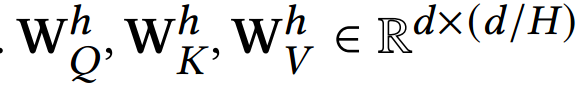 . W_Q^h, W_K^h, W_V^h ∈ ℝ^{d×(d/H)}